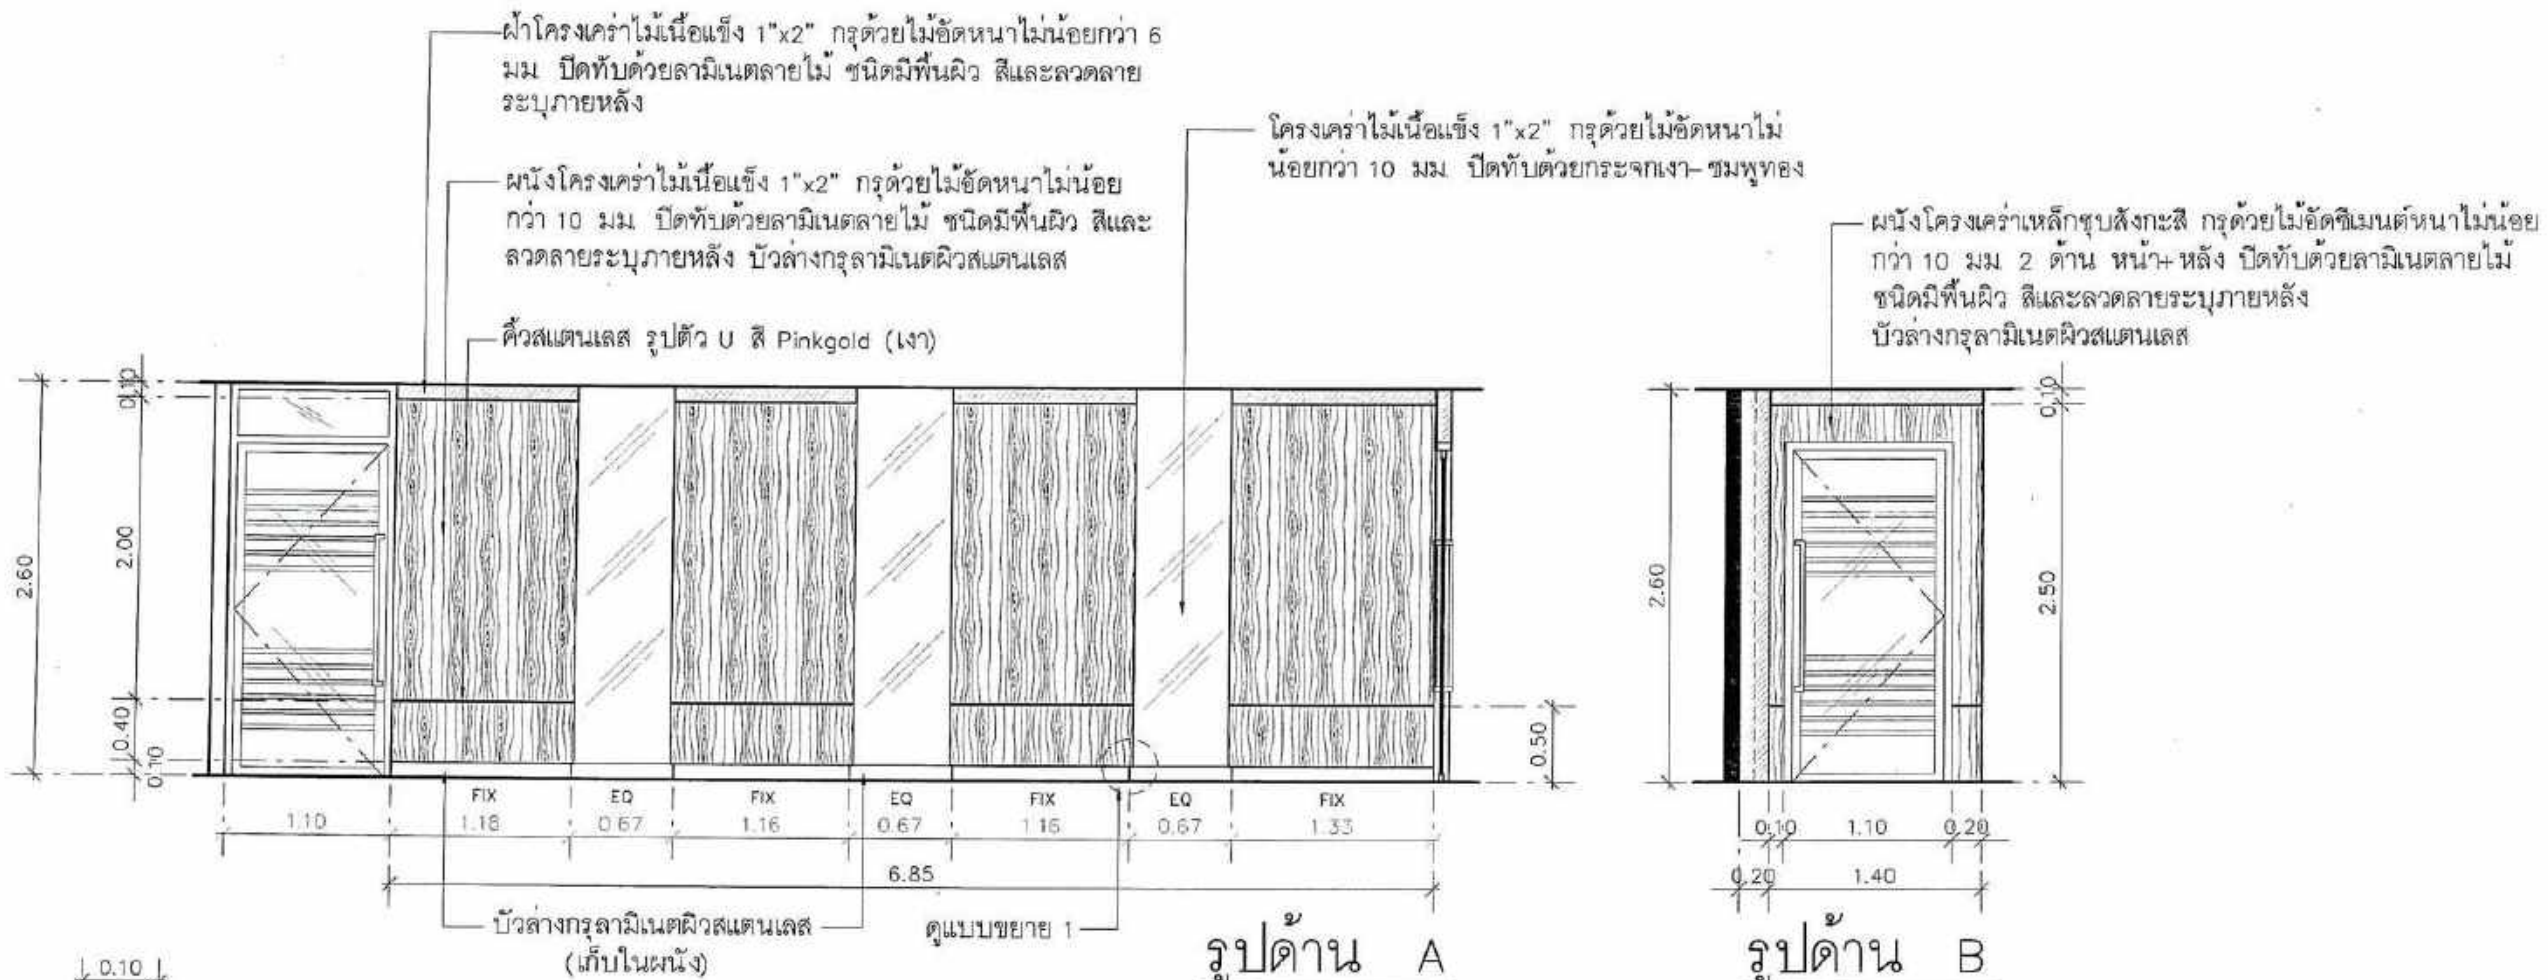 ฝ้าโครงเคร่าไม้เนื้อแข็ง 1"x2" กรุด้วยไม้อัดหนาไม่น้อยกว่า 6
มม ปิดทับด้วยลามิเนตลายไม้ ชนิดมีพื้นผิว สีและลวดลาย
ระบุภายหลัง
โครงเคร่าไม้เนื้อแข็ง 1"x2" กรุด้วยไม้อัดหนาไม่
น้อยกว่า 10 มม ปิดทับด้วยกระจกเงา-ชมพูทอง
ผนังโครงเคร่าไม้เนื้อแข็ง 1"x2" กรุด้วยไม้อัดหนาไม่น้อย
กว่า 10 มม ปิดทับด้วยลามิเนตลายไม้ ชนิดมีพื้นผิว สีและ
ลวดลายระบุภายหลัง บัวล่างกรุลามิเนตผิวสแตนเลส
ผนังโครงเคร่าเหล็กชุบสังกะสี กรุด้วยไม้อัดซีเมนต์หนาไม่น้อย
กว่า 10 มม 2 ด้าน หน้า+หลัง ปิดทับด้วยลามิเนตลายไม้
ชนิดมีพื้นผิว สีและลวดลายระบุภายหลัง
บัวล่างกรุลามิเนตผิวสแตนเลส
คิ้วสแตนเลส รูปตัว U สี Pinkgold (เงา)
2.60
0.10
2.00
0.40
0.10
0.50
2.60
0.10
2.50
FIX EQ FIX EQ FIX EQ FIX
1.10 1.18 0.67 1.16 0.67 1.16 0.67 1.33
6.85
0.10 1.10 0.20
0.20 1.40
บัวล่างกรุลามิเนตผิวสแตนเลส
(เก็บในผนัง)
ดูแบบขยาย 1
รูปด้าน A
รูปด้าน B
0.10